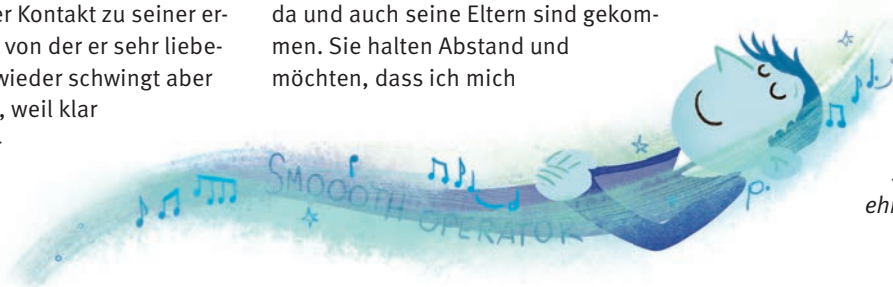 er Kontakt zu seiner er-
von der er sehr liebe-
wieder schwingt aber
, weil klar
da und auch seine Eltern sind gekom-
men. Sie halten Abstand und
möchten, dass ich mich
SMOOOTH
OPERATOR
p.